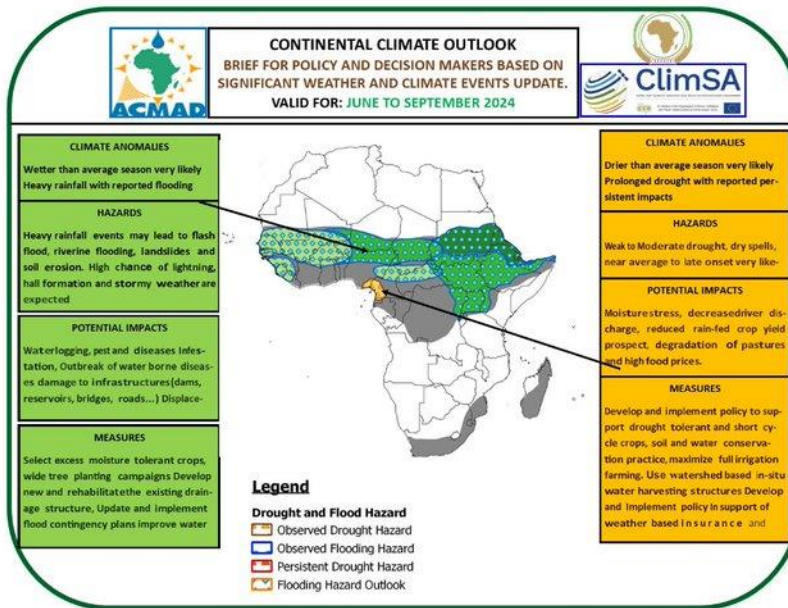 CONTINENTAL CLIMATE OUTLOOK
BRIEF FOR POLICY AND DECISION MAKERS BASED ON
SIGNIFICANT WEATHER AND CLIMATE EVENTS UPDATE.
VALID FOR: JUNE TO SEPTEMBER 2024
ACMAD
ClimSA
CLIMATE ANOMALIES
Wetter than average season very likely
Heavy rainfall with reported flooding
HAZARDS
Heavy rainfall events may lead to flash
flood, riverine flooding, landslides and
soil erosion. High chance of lightning,
hall formation and stormy weather are
expected
POTENTIAL IMPACTS
Waterlogging, pest and diseases Infes-
tation, Outbreak of water borne diseas-
es damage to infrastructures(dams,
reservoirs, bridges, roads...) Displace-
MEASURES
Select excess moisture tolerant crops,
wide tree planting campaigns Develop
new and rehabilitatethe existing drain-
age structure, Update and implement
flood contingency plans improve water
CLIMATE ANOMALIES
Drier than average season very likely
Prolonged drought with reported per-
sistent impacts
HAZARDS
Weak to Moderate drought, dry spells,
near average to late onset very like-
POTENTIAL IMPACTS
Moisturestress, decreasedriver dis-
charge, reduced rain-fed crop yield
prospect, degradation of pastures
and high food prices.
MEASURES
Develop and implement policy to sup-
port drought tolerant and short cy-
cle crops, soil and water conserva-
tion practice, maximize full irrigation
farming. Use watershed based in-situ
water harvesting structures Develop
and Implement policy in support of
weather based insurance and
Legend
Drought and Flood Hazard
Observed Drought Hazard
Observed Flooding Hazard
Persistent Drought Hazard
Flooding Hazard Outlook